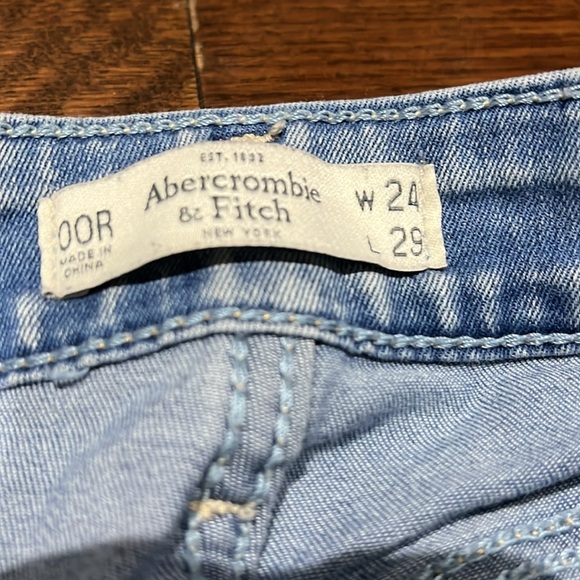 EST. 1892
Abercrombie
& Fitch
NEW YORK
00R
MADE IN
CHINA
W 24
L 29